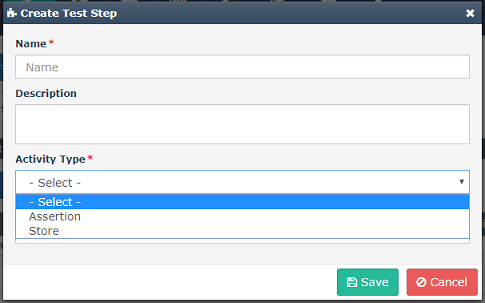 Create Test Step
Name *
Name
Description
Activity Type *
- Select -
- Select -
Assertion
Store
Save
Cancel